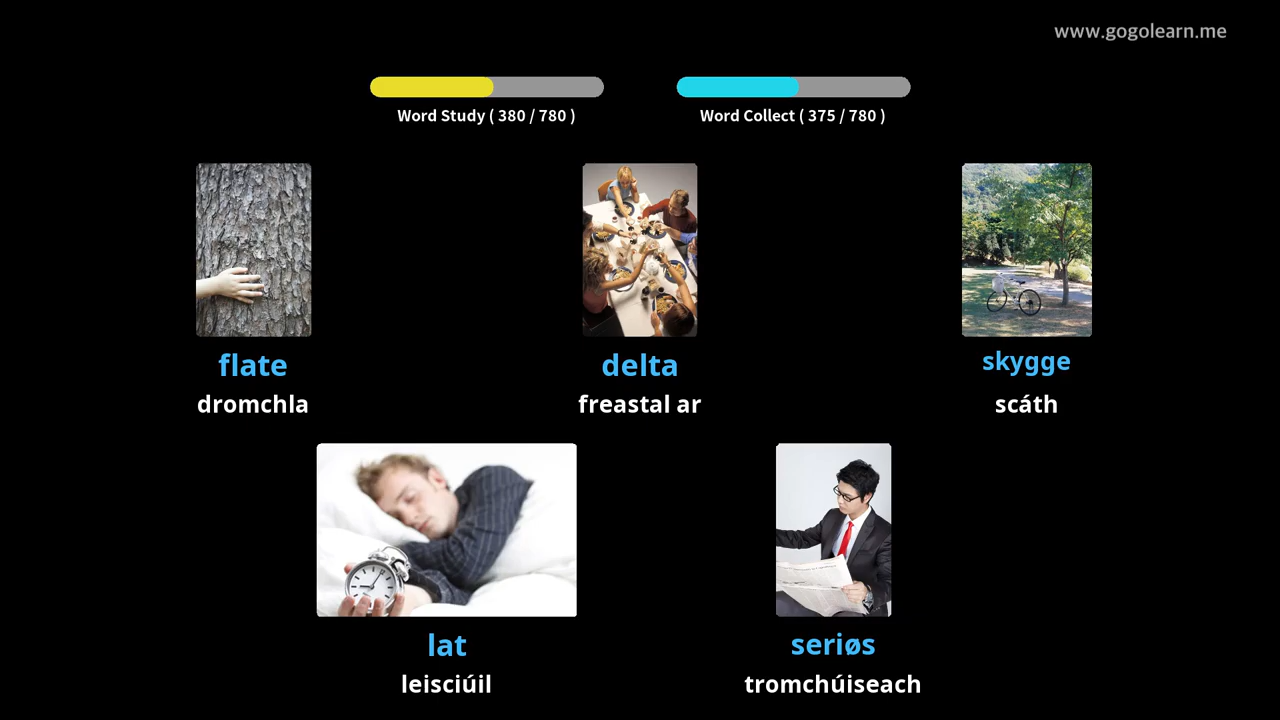 www.gogolearn.me
Word Study ( 380 / 780 )
Word Collect ( 375 / 780 )
flate
dromchla
delta
freastal ar
skygge
scáth
lat
leisciúil
seriøs
tromchúiseach